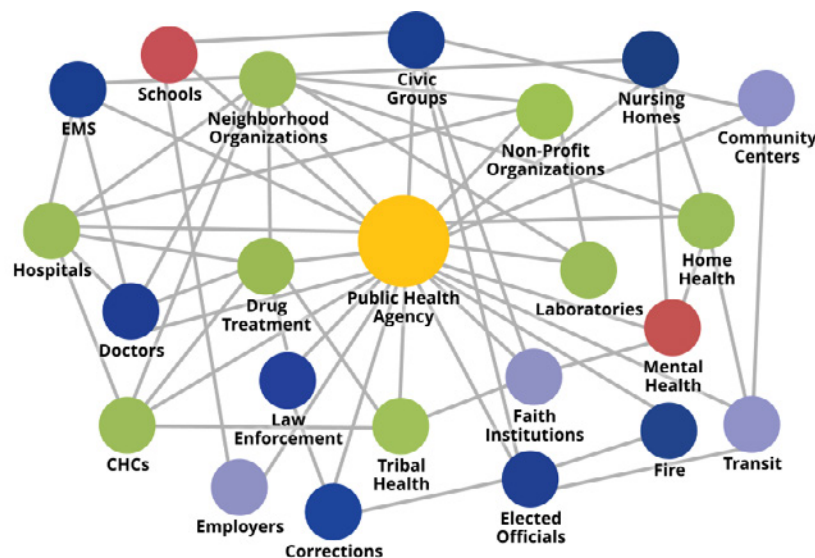 Civic
Groups
Schools
EMS
Neighborhood
Organizations
Nursing
Homes
Community
Centers
Non-Profit
Organizations
Hospitals
Drug
Treatment
Public Health
Agency
Laboratories
Home
Health
Doctors
Mental
Health
Law
Enforcement
Faith
Institutions
CHCs
Tribal
Health
Fire
Transit
Employers
Corrections
Elected
Officials